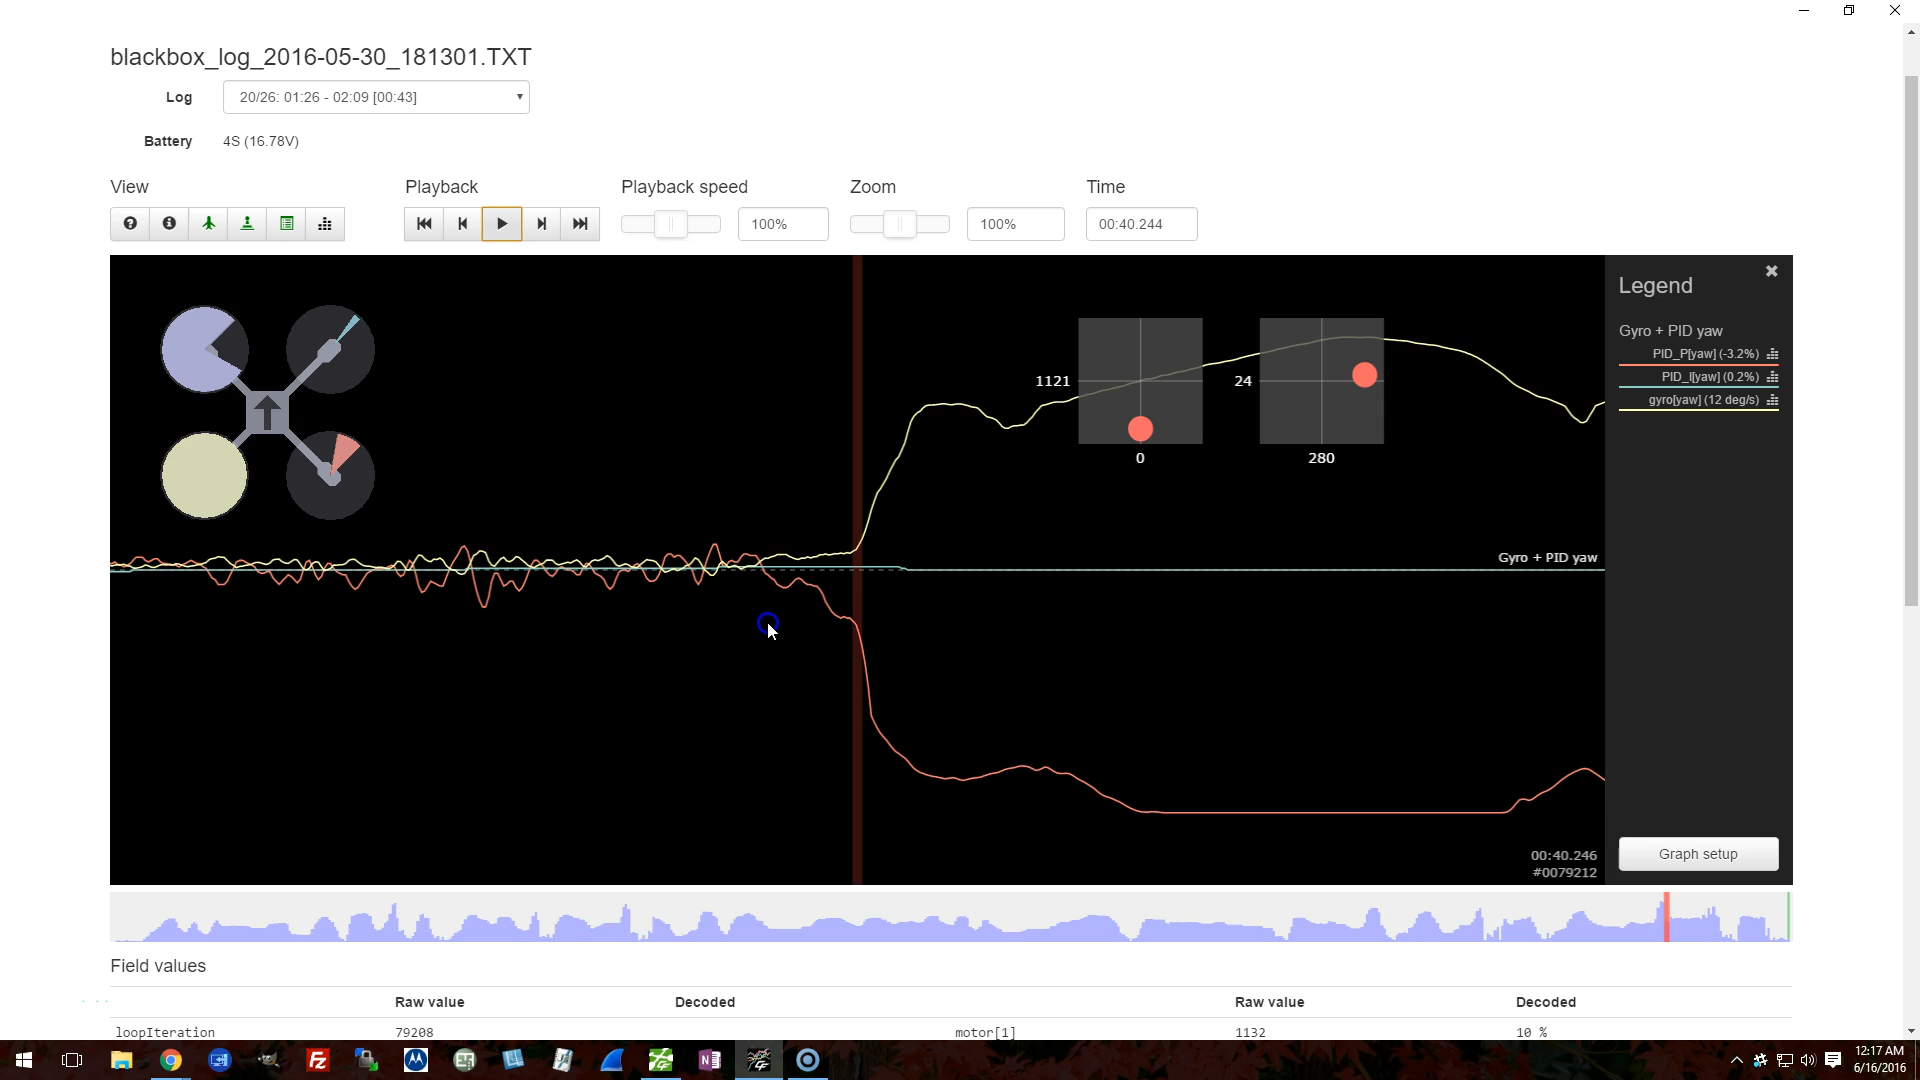 blackbox_log_2016-05-30_181301.TXT
Log 20/26: 01:26 - 02:09 [00:43]
Battery 4S (16.78V)
View Playback Playback speed Zoom Time
100% 100% 00:40.244
Legend
Gyro + PID yaw
PID_P[yaw] (-3.2%)
PID_I[yaw] (0.2%)
gyro[yaw] (12 deg/s)
1121 24
0 280
Gyro + PID yaw
00:40.246
#0079212
Graph setup
Field values
Raw value Decoded Raw value Decoded
loopIteration 79208 motor[1] 1132 10 %
12:17 AM
6/16/2016